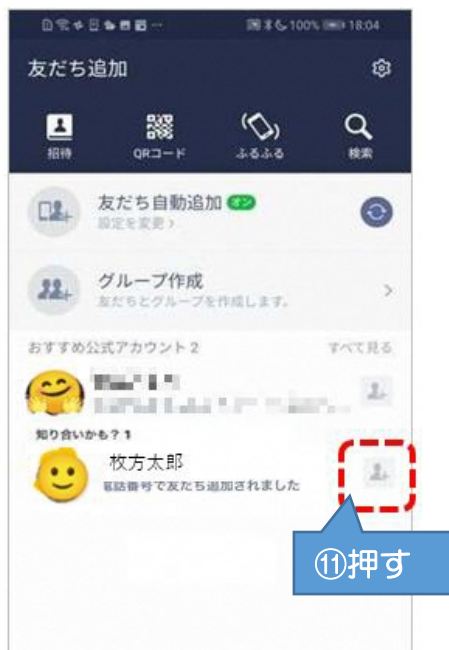 100% 18:04
友だち追加
招待 QRコード ふるふる 検索
友だち自動追加 オン
設定を変更 >
グループ作成
友だちとグループを作成します。
おすすめ公式アカウント 2 すべて見る
知り合いかも? 1
枚方太郎
電話番号で友だち追加されました
⑪押す